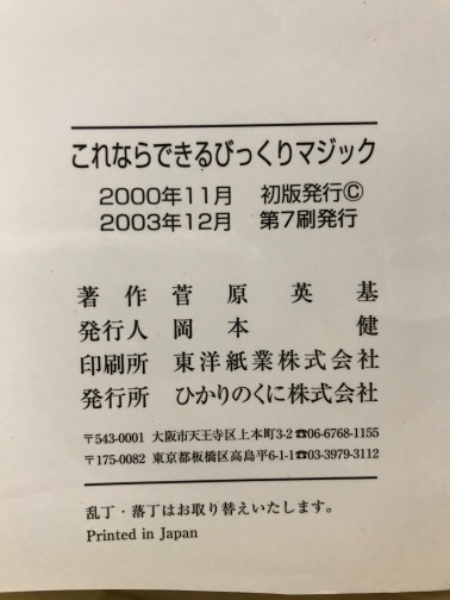 これならできるびっくりマジック
2000年11月 初版発行©
2003年12月 第7刷発行
著作 菅原英基
発行人 岡本健
印刷所 東洋紙業株式会社
発行所 ひかりのくに株式会社
〒543-0001 大阪市天王寺区上本町3-2☎06-6768-1155
〒175-0082 東京都板橋区高島平6-1-1☎03-3979-3112
乱丁・落丁はお取り替えいたします。
Printed in Japan